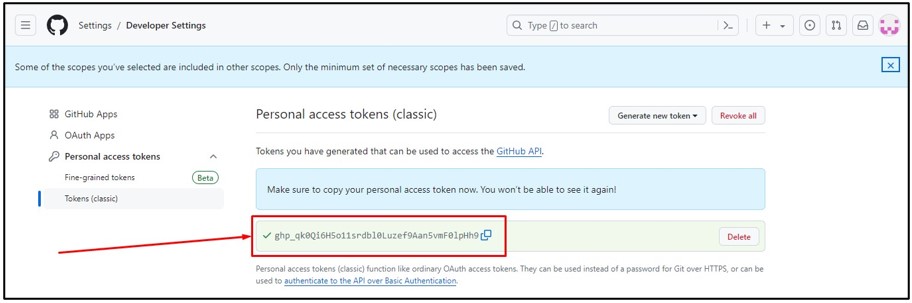 Settings / Developer Settings
Type / to search
Some of the scopes you've selected are included in other scopes. Only the minimum set of necessary scopes has been saved.
GitHub Apps
OAuth Apps
Personal access tokens
Fine-grained tokens Beta
Tokens (classic)
Personal access tokens (classic) Generate new token Revoke all
Tokens you have generated that can be used to access the GitHub API.
Make sure to copy your personal access token now. You won't be able to see it again!
Delete
Personal access tokens (classic) function like ordinary OAuth access tokens. They can be used instead of a password for Git over HTTPS, or can be
used to authenticate to the API over Basic Authentication.